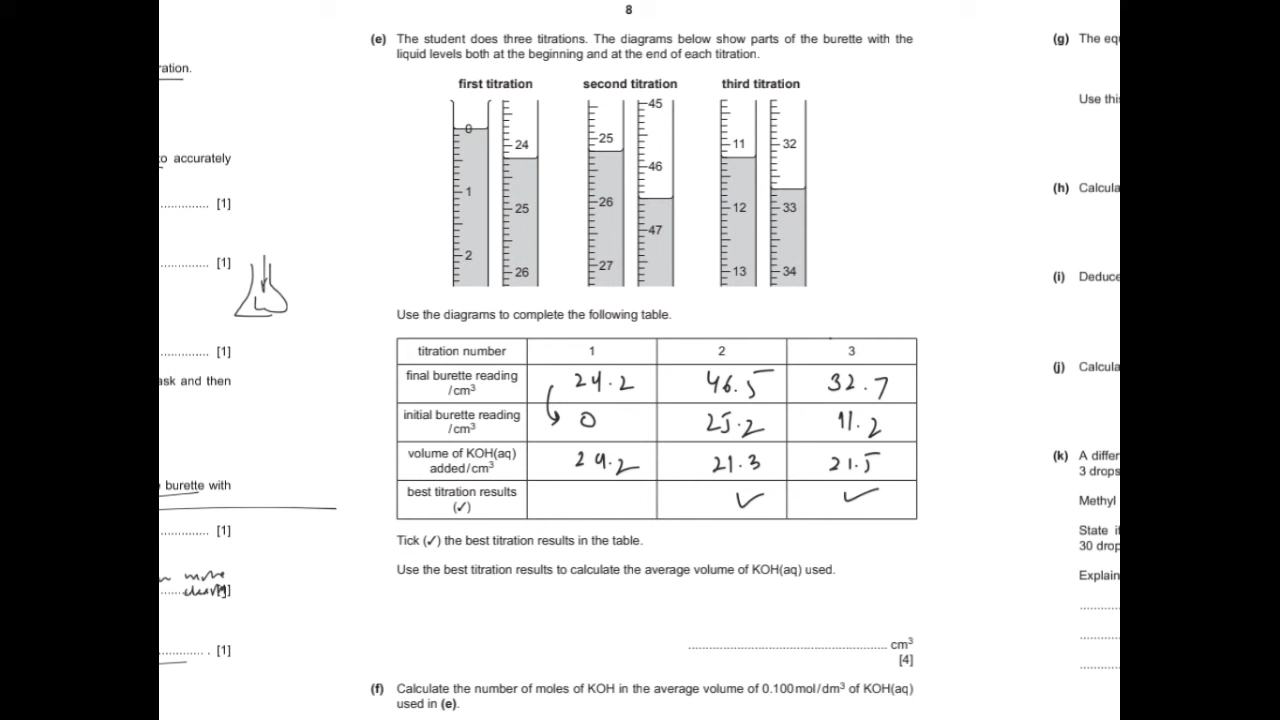 8
ration.
to accurately
[1]
[1]
[1]
ask and then
burette with
[1]
more
[1]
[1]
(e) The student does three titrations. The diagrams below show parts of the burette with the
liquid levels both at the beginning and at the end of each titration.
first titration second titration third titration
0 1 2
24 25 26
25 26 27
45 46 47
11 12 13
32 33 34
Use the diagrams to complete the following table.
titration number 1 2 3
final burette reading /cm³ 24.2 46.5 32.7
initial burette reading /cm³ 0 25.2 11.2
volume of KOH(aq) added/cm³ 24.2 21.3 21.5
best titration results (✓) ✓ ✓
Tick (✓) the best titration results in the table.
Use the best titration results to calculate the average volume of KOH(aq) used.
cm³
[4]
(f) Calculate the number of moles of KOH in the average volume of 0.100 mol/dm³ of KOH(aq)
used in (e).
(g) The equ
Use this
(h) Calcula
(i) Deduce
(j) Calcula
(k) A differ
3 drops
Methyl
State if
30 drop
Explain